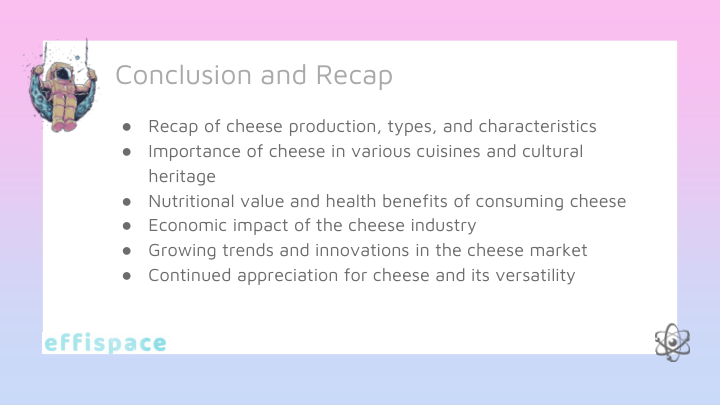 Conclusion and Recap
● Recap of cheese production, types, and characteristics
● Importance of cheese in various cuisines and cultural
heritage
● Nutritional value and health benefits of consuming cheese
● Economic impact of the cheese industry
● Growing trends and innovations in the cheese market
● Continued appreciation for cheese and its versatility
effispace